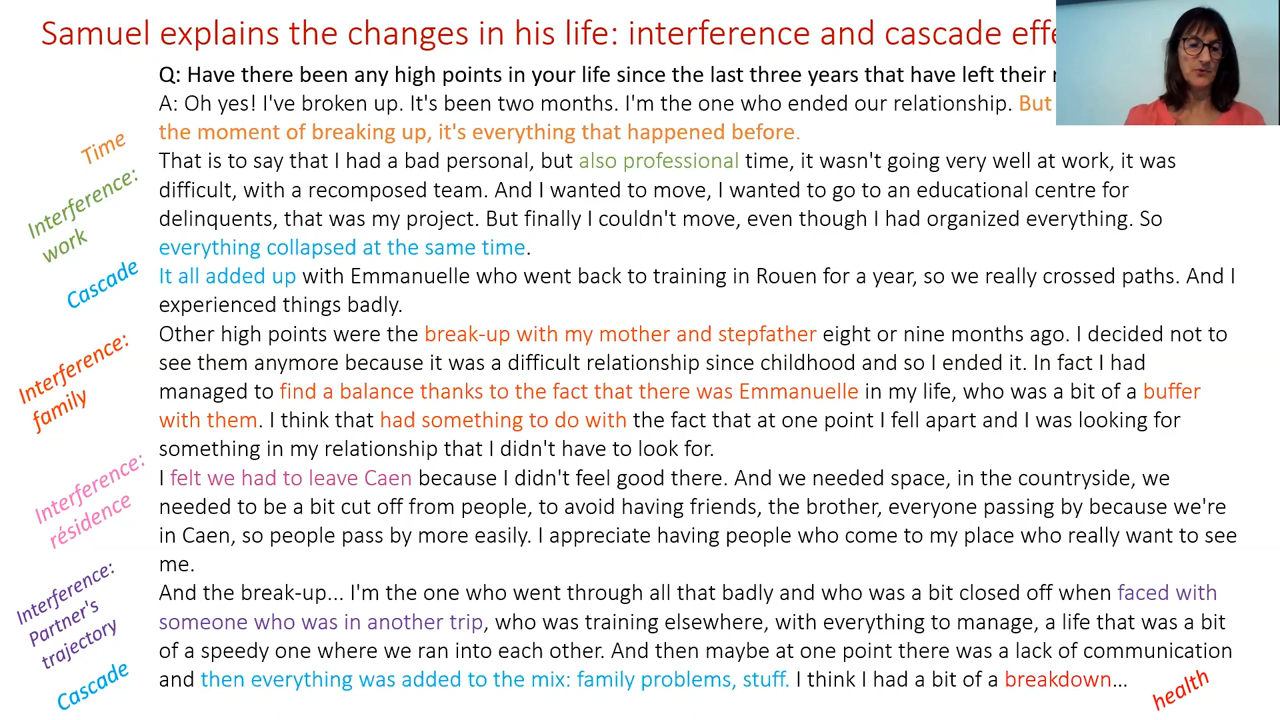 Samuel explains the changes in his life: interference and cascade effe
Q: Have there been any high points in your life since the last three years that have left their
A: Oh yes! I've broken up. It's been two months. I'm the one who ended our relationship. But
Time
the moment of breaking up, it's everything that happened before.
Interference:
work
That is to say that I had a bad personal, but also professional time, it wasn't going very well at work, it was
difficult, with a recomposed team. And I wanted to move, I wanted to go to an educational centre for
delinquents, that was my project. But finally I couldn't move, even though I had organized everything. So
everything collapsed at the same time.
Cascade
It all added up with Emmanuelle who went back to training in Rouen for a year, so we really crossed paths. And I
experienced things badly.
Interference:
family
Other high points were the break-up with my mother and stepfather eight or nine months ago. I decided not to
see them anymore because it was a difficult relationship since childhood and so I ended it. In fact I had
managed to find a balance thanks to the fact that there was Emmanuelle in my life, who was a bit of a buffer
with them. I think that had something to do with the fact that at one point I fell apart and I was looking for
something in my relationship that I didn't have to look for.
Interférence:
résidence
I felt we had to leave Caen because I didn't feel good there. And we needed space, in the countryside, we
needed to be a bit cut off from people, to avoid having friends, the brother, everyone passing by because we're
in Caen, so people pass by more easily. I appreciate having people who come to my place who really want to see
me.
Interference:
Partner's
trajectory
And the break-up... I'm the one who went through all that badly and who was a bit closed off when faced with
someone who was in another trip, who was training elsewhere, with everything to manage, a life that was a bit
of a speedy one where we ran into each other. And then maybe at one point there was a lack of communication
Cascade
and then everything was added to the mix: family problems, stuff. I think I had a bit of a breakdown...
health